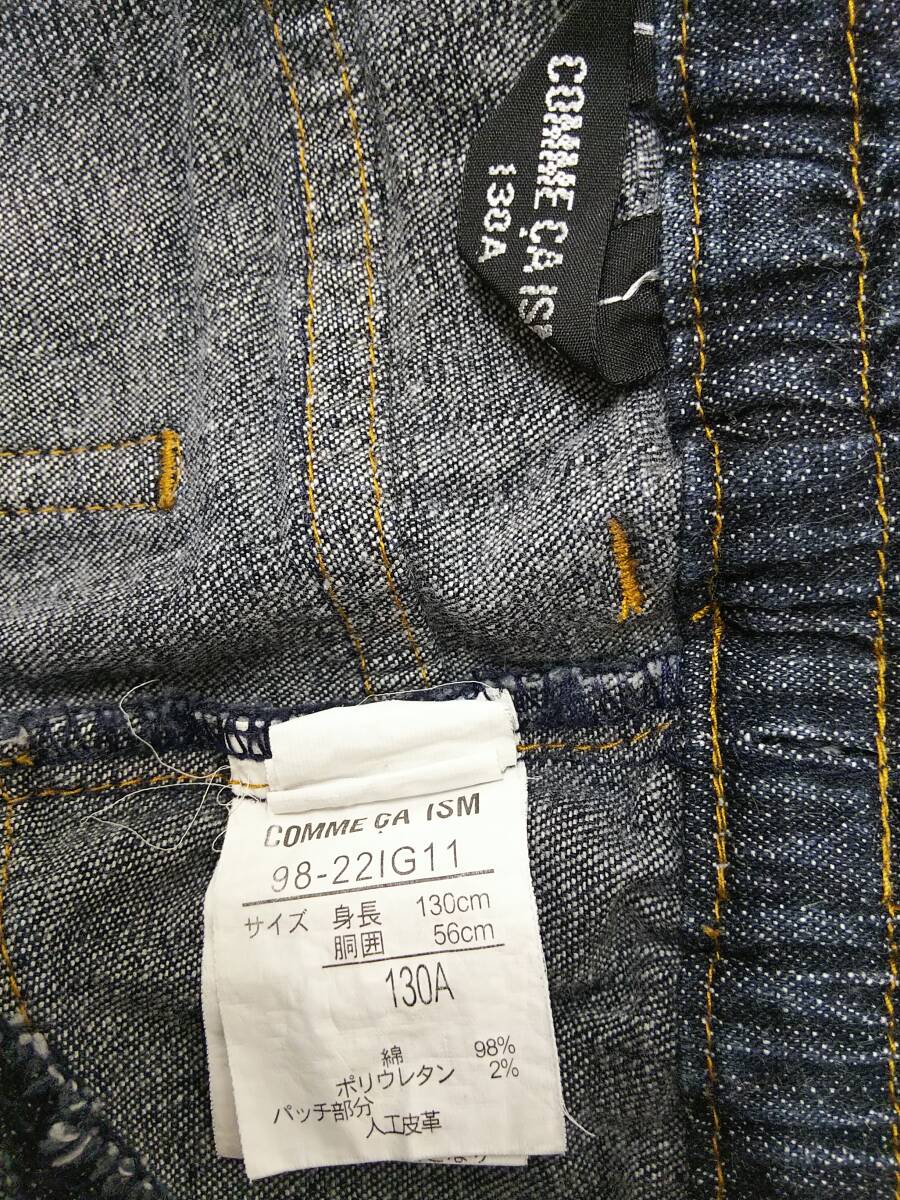 COMME ÇA ISM
130A
COMME ÇA ISM
98-22IG11
サイズ 身長 130cm
胴囲 56cm
130A
綿 98%
ポリウレタン 2%
パッチ部分
人工皮革